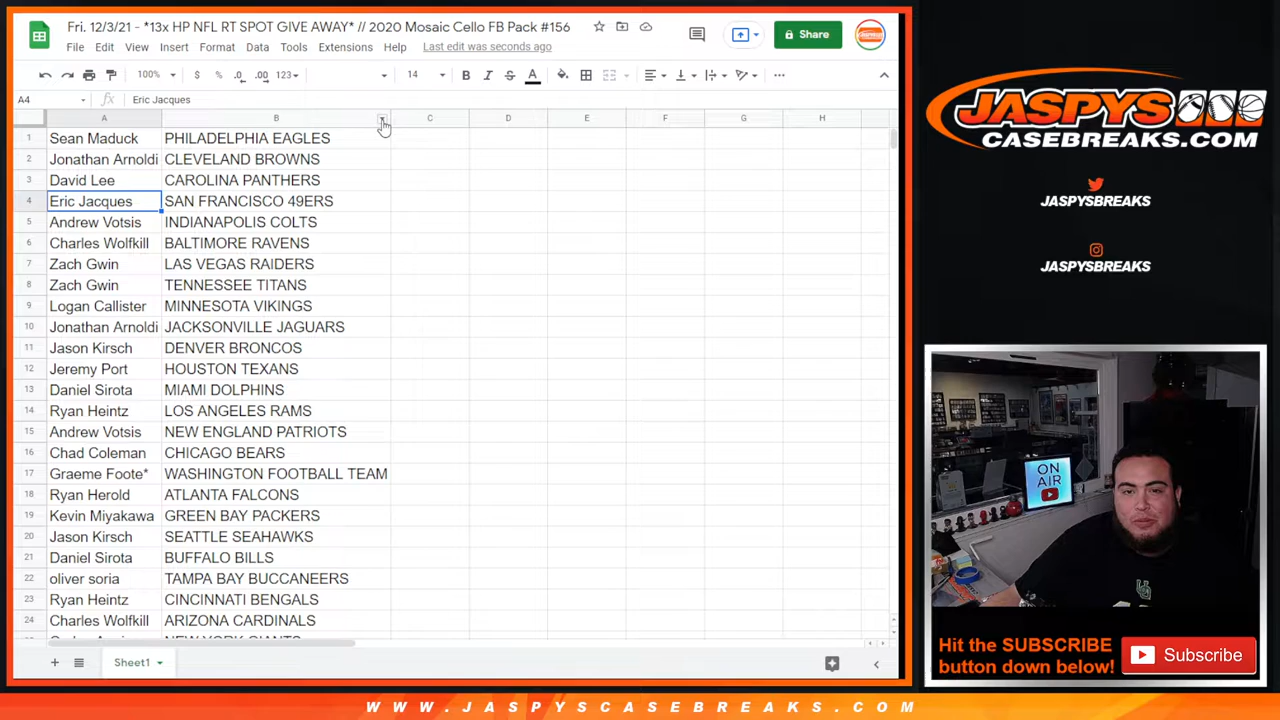 Fri. 12/3/21 - *13x HP NFL RT SPOT GIVE AWAY* // 2020 Mosaic Cello FB Pack #156
File Edit View Insert Format Data Tools Extensions Help Last edit was seconds ago
Share
100% $ % .0 .00 123 14 B I S A
A4 fx Eric Jacques
A B C D E F G H
1 Sean Maduck PHILADELPHIA EAGLES
2 Jonathan Arnoldi CLEVELAND BROWNS
3 David Lee CAROLINA PANTHERS
4 Eric Jacques SAN FRANCISCO 49ERS
5 Andrew Votsis INDIANAPOLIS COLTS
6 Charles Wolfkill BALTIMORE RAVENS
7 Zach Gwin LAS VEGAS RAIDERS
8 Zach Gwin TENNESSEE TITANS
9 Logan Callister MINNESOTA VIKINGS
10 Jonathan Arnoldi JACKSONVILLE JAGUARS
11 Jason Kirsch DENVER BRONCOS
12 Jeremy Port HOUSTON TEXANS
13 Daniel Sirota MIAMI DOLPHINS
14 Ryan Heintz LOS ANGELES RAMS
15 Andrew Votsis NEW ENGLAND PATRIOTS
16 Chad Coleman CHICAGO BEARS
17 Graeme Foote* WASHINGTON FOOTBALL TEAM
18 Ryan Herold ATLANTA FALCONS
19 Kevin Miyakawa GREEN BAY PACKERS
20 Jason Kirsch SEATTLE SEAHAWKS
21 Daniel Sirota BUFFALO BILLS
22 oliver soria TAMPA BAY BUCCANEERS
23 Ryan Heintz CINCINNATI BENGALS
24 Charles Wolfkill ARIZONA CARDINALS
NEW YORK GIANTS
Sheet1
JASPYS
CASEBREAKS.COM
JASPYSBREAKS
JASPYSBREAKS
ON
AIR
Hit the SUBSCRIBE
button down below!
Subscribe
WWW.JASPYSCASEBREAKS.COM